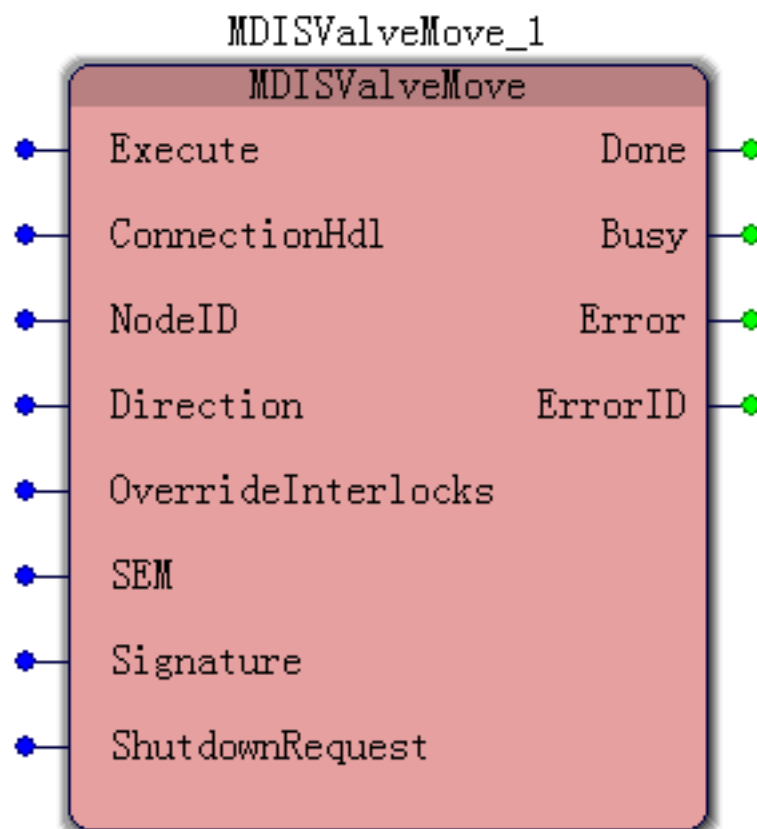 MDISValveMove_1
MDISValveMove
Execute Done
ConnectionHdl Busy
NodeID Error
Direction ErrorID
OverrideInterlocks
SEM
Signature
ShutdownRequest